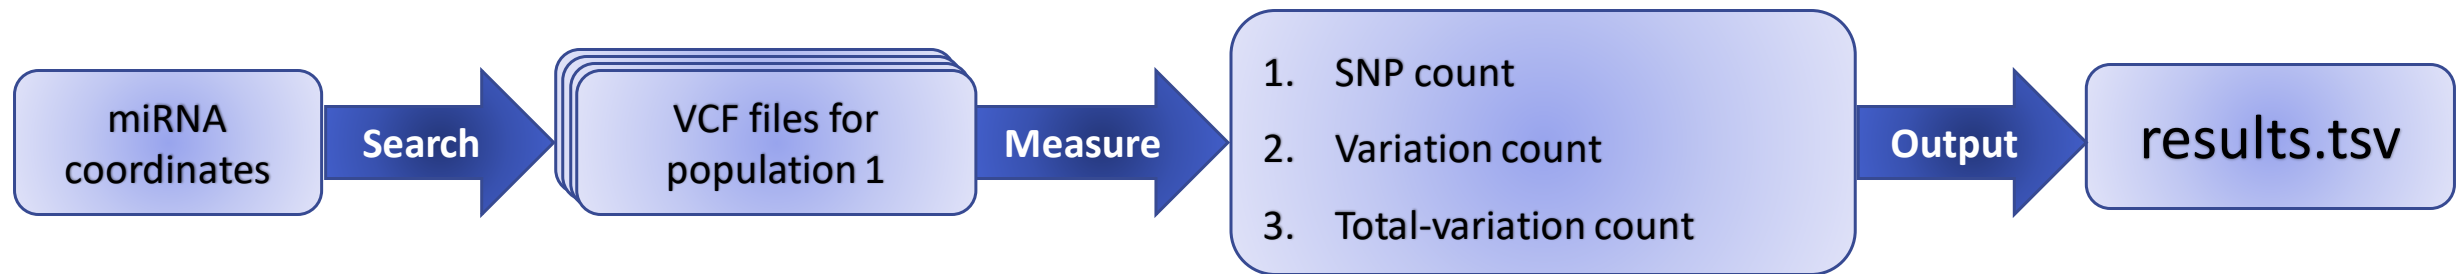 miRNA
coordinates
Search
VCF files for
population 1
Measure
1. SNP count
2. Variation count
3. Total-variation count
Output
results.tsv